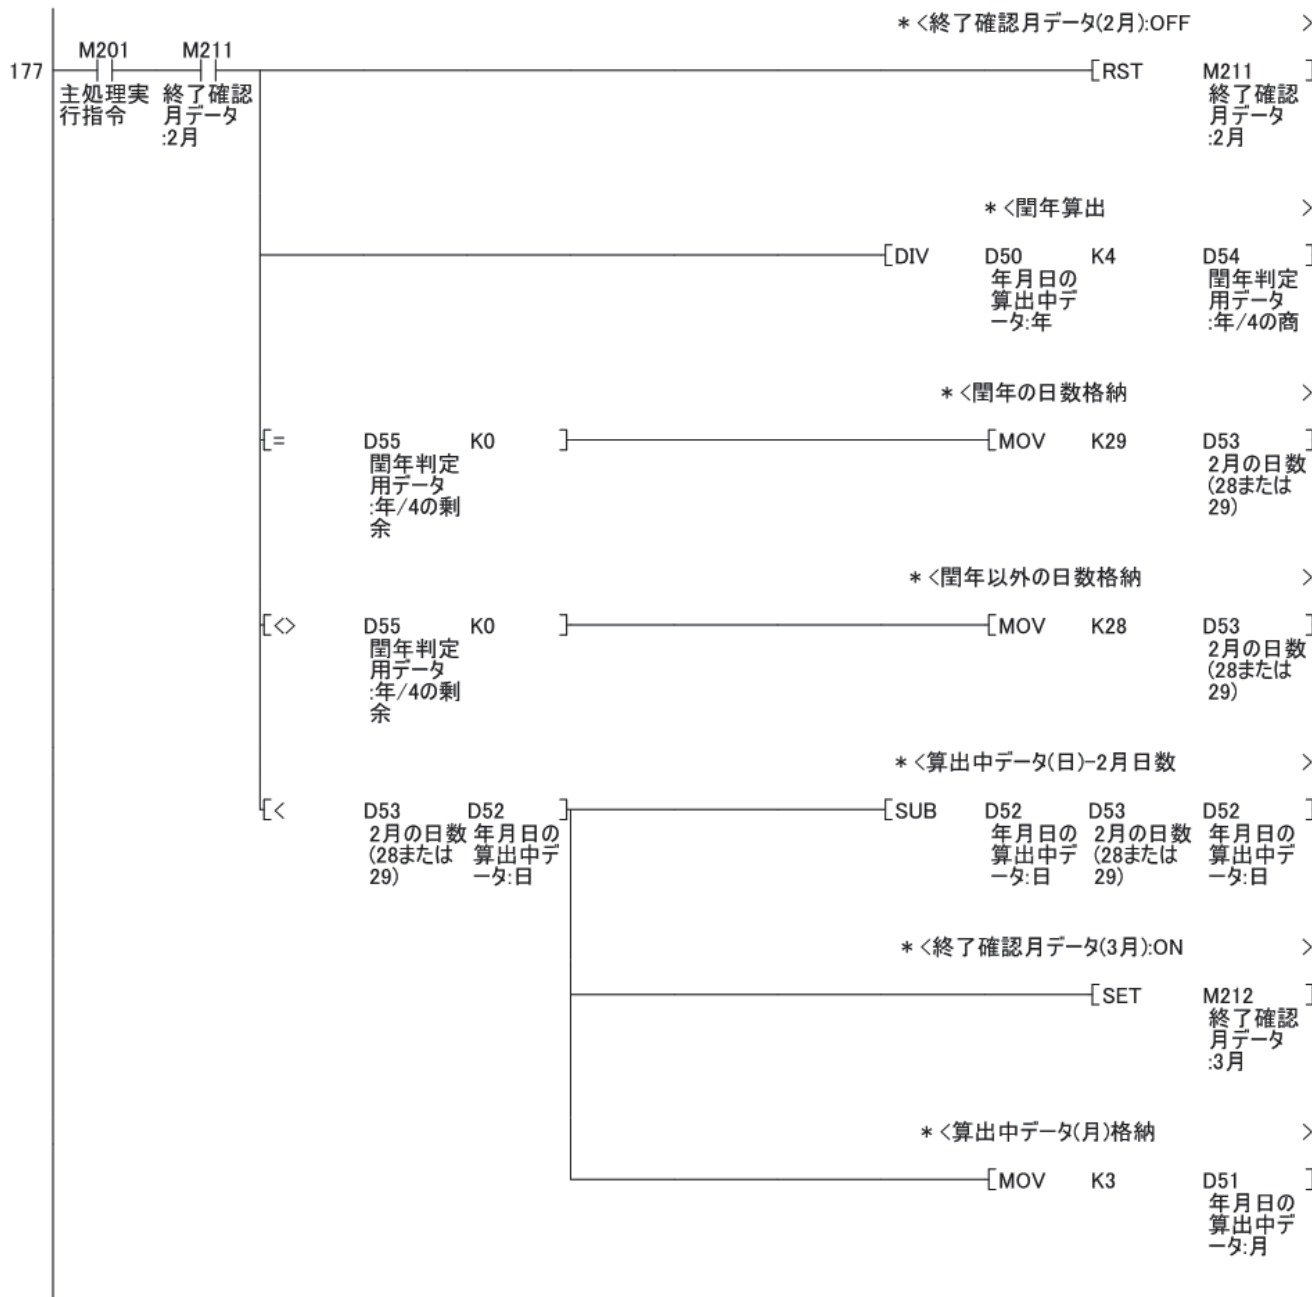 * <終了確認月データ(2月):OFF >
M201 M211
177 [RST M211 ]
主処理実 終了確認 終了確認
行指令 月データ 月データ
:2月 :2月
* <閏年算出 >
[DIV D50 K4 D54 ]
年月日の 閏年判定
算出中デ 用データ
ータ:年 :年/4の商
* <閏年の日数格納 >
[= D55 K0 ] [MOV K29 D53 ]
閏年判定 2月の日数
用データ (28または
:年/4の剰 29)
余
* <閏年以外の日数格納 >
[<> D55 K0 ] [MOV K28 D53 ]
閏年判定 2月の日数
用データ (28または
:年/4の剰 29)
余
* <算出中データ(日)-2月日数 >
[< D53 D52 ] [SUB D52 D53 D52 ]
2月の日数 年月日の 年月日の 2月の日数 年月日の
(28または 算出中デ 算出中デ (28または 算出中デ
29) ータ:日 ータ:日 29) ータ:日
* <終了確認月データ(3月):ON >
[SET M212 ]
終了確認
月データ
:3月
* <算出中データ(月)格納 >
[MOV K3 D51 ]
年月日の
算出中デ
ータ:月